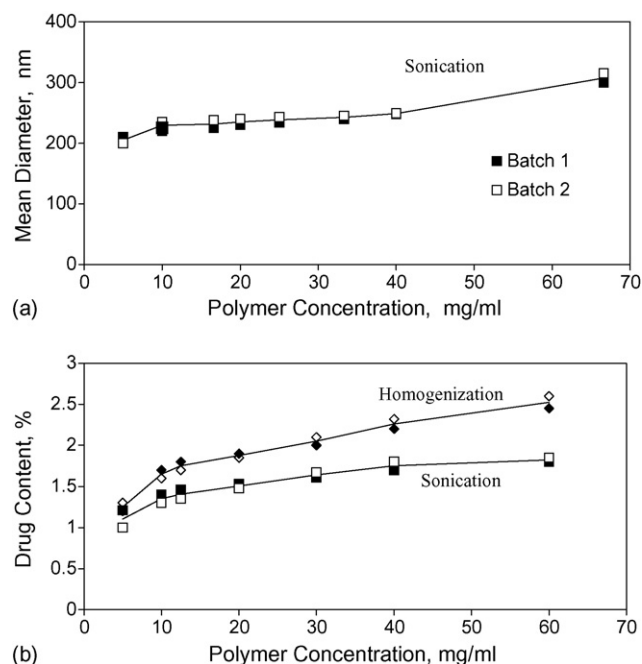 400
300
200
100
0
Mean Diameter, nm
Sonication
Batch 1
Batch 2
0 10 20 30 40 50 60 70
(a) Polymer Concentration, mg/ml
3
2.5
2
1.5
1
0.5
0
Drug Content, %
Homogenization
Sonication
0 10 20 30 40 50 60 70
(b) Polymer Concentration, mg/ml